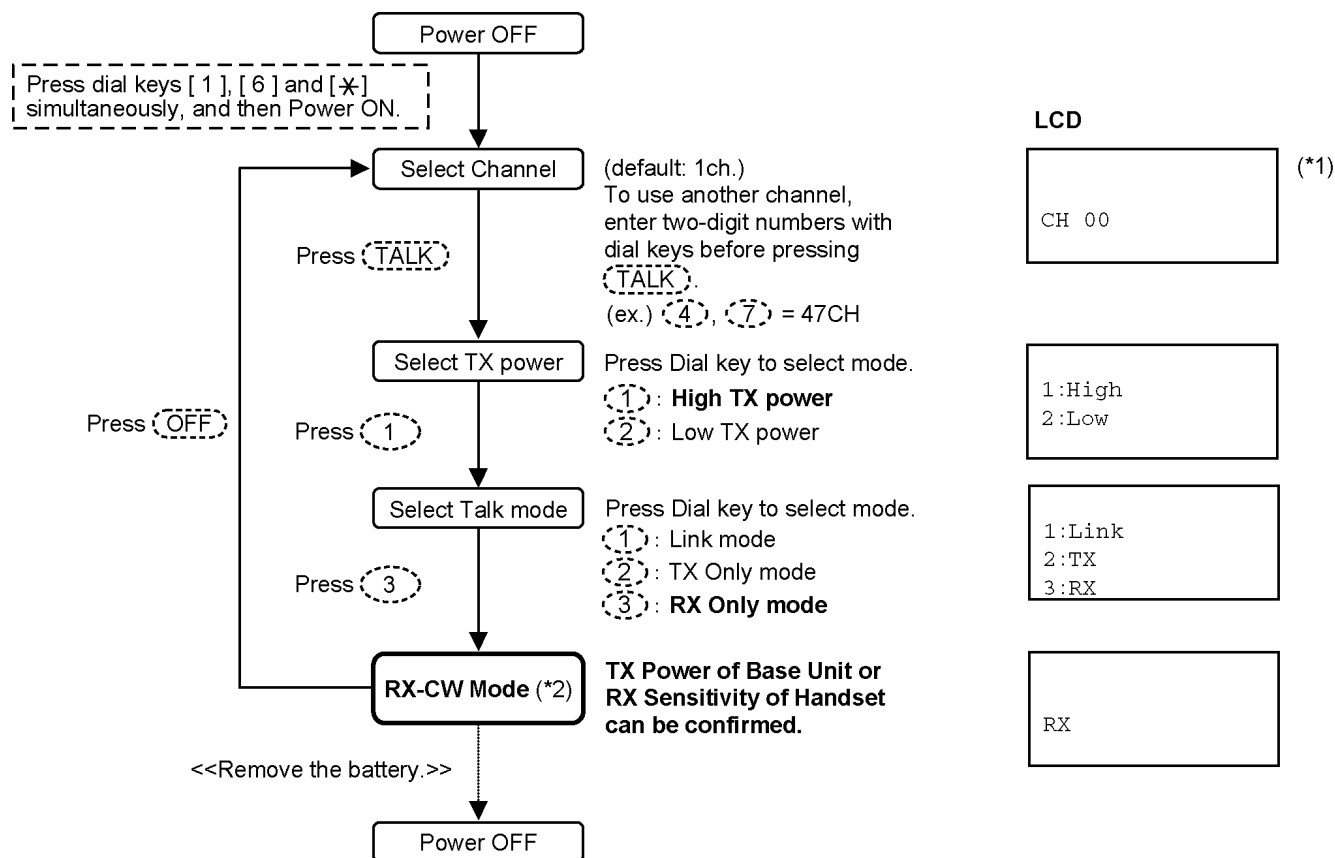 Power OFF
Press dial keys [ 1 ], [ 6 ] and [*]
simultaneously, and then Power ON.
LCD
Select Channel
(default: 1ch.)
To use another channel,
enter two-digit numbers with
dial keys before pressing
TALK.
(ex.) 4, 7 = 47CH
CH 00
(*1)
Press TALK
Select TX power
Press Dial key to select mode.
1 : High TX power
2 : Low TX power
1:High
2:Low
Press OFF
Press 1
Select Talk mode
Press Dial key to select mode.
1 : Link mode
2 : TX Only mode
3 : RX Only mode
1:Link
2:TX
3:RX
Press 3
RX-CW Mode (*2)
TX Power of Base Unit or
RX Sensitivity of Handset
can be confirmed.
RX
<<Remove the battery.>>
Power OFF